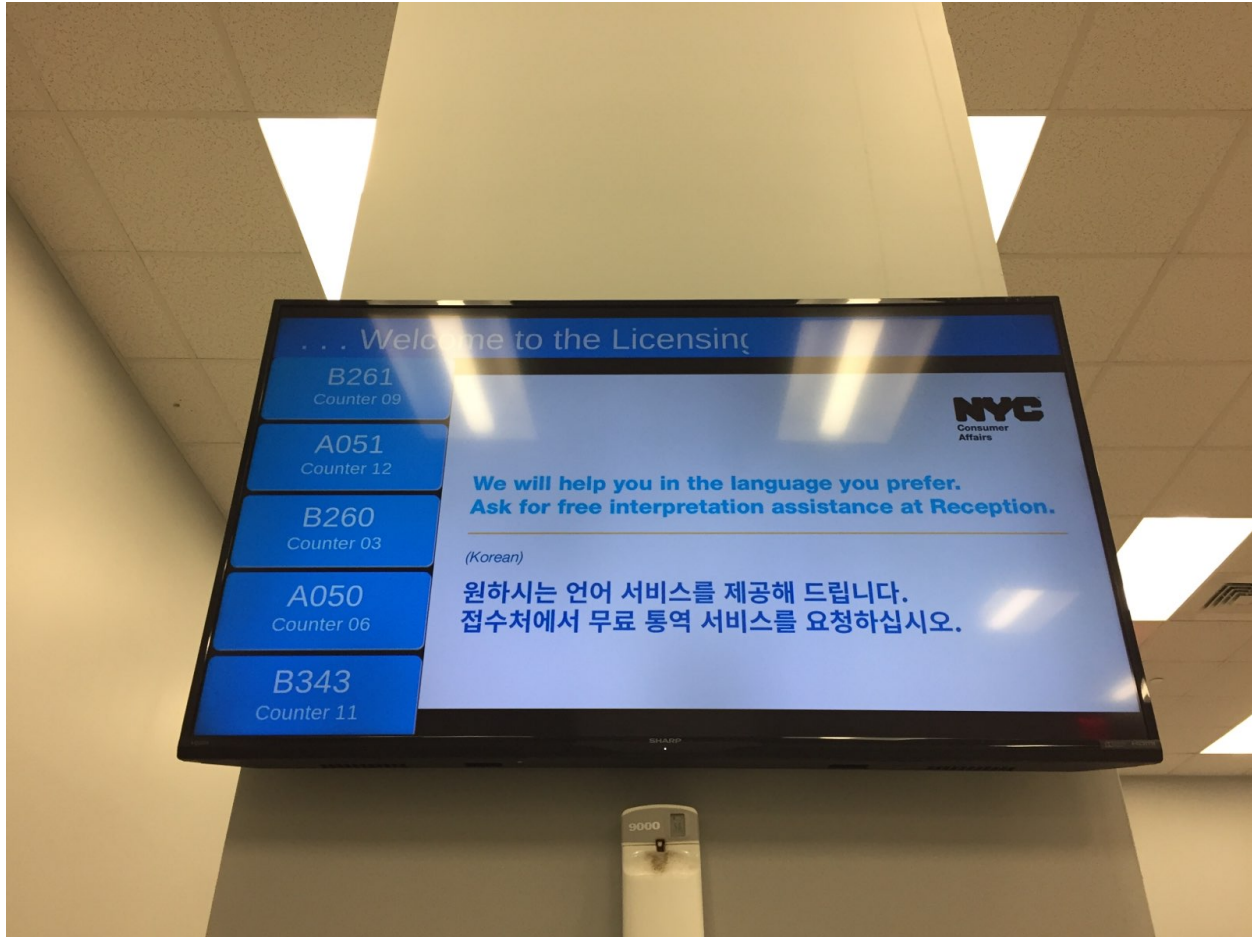 . . . Welcome to the Licensing
B261
Counter 09
A051
Counter 12
B260
Counter 03
A050
Counter 06
B343
Counter 11
NYC
Consumer
Affairs
We will help you in the language you prefer.
Ask for free interpretation assistance at Reception.
(Korean)
원하시는 언어 서비스를 제공해 드립니다.
접수처에서 무료 통역 서비스를 요청하십시오.
SHARP
9000